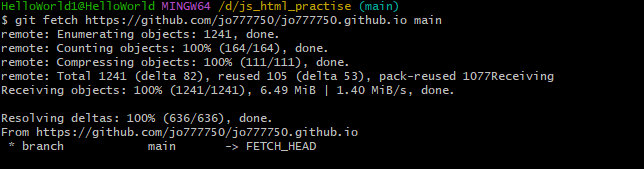 HelloWorld1@HelloWorld MINGW64 /d/js_html_practise (main)
$ git fetch https://github.com/jo777750/jo777750.github.io main
remote: Enumerating objects: 1241, done.
remote: Counting objects: 100% (164/164), done.
remote: Compressing objects: 100% (111/111), done.
remote: Total 1241 (delta 82), reused 105 (delta 53), pack-reused 1077Receiving
Receiving objects: 100% (1241/1241), 6.49 MiB | 1.40 MiB/s, done.
Resolving deltas: 100% (636/636), done.
From https://github.com/jo777750/jo777750.github.io
 * branch            main       -> FETCH_HEAD